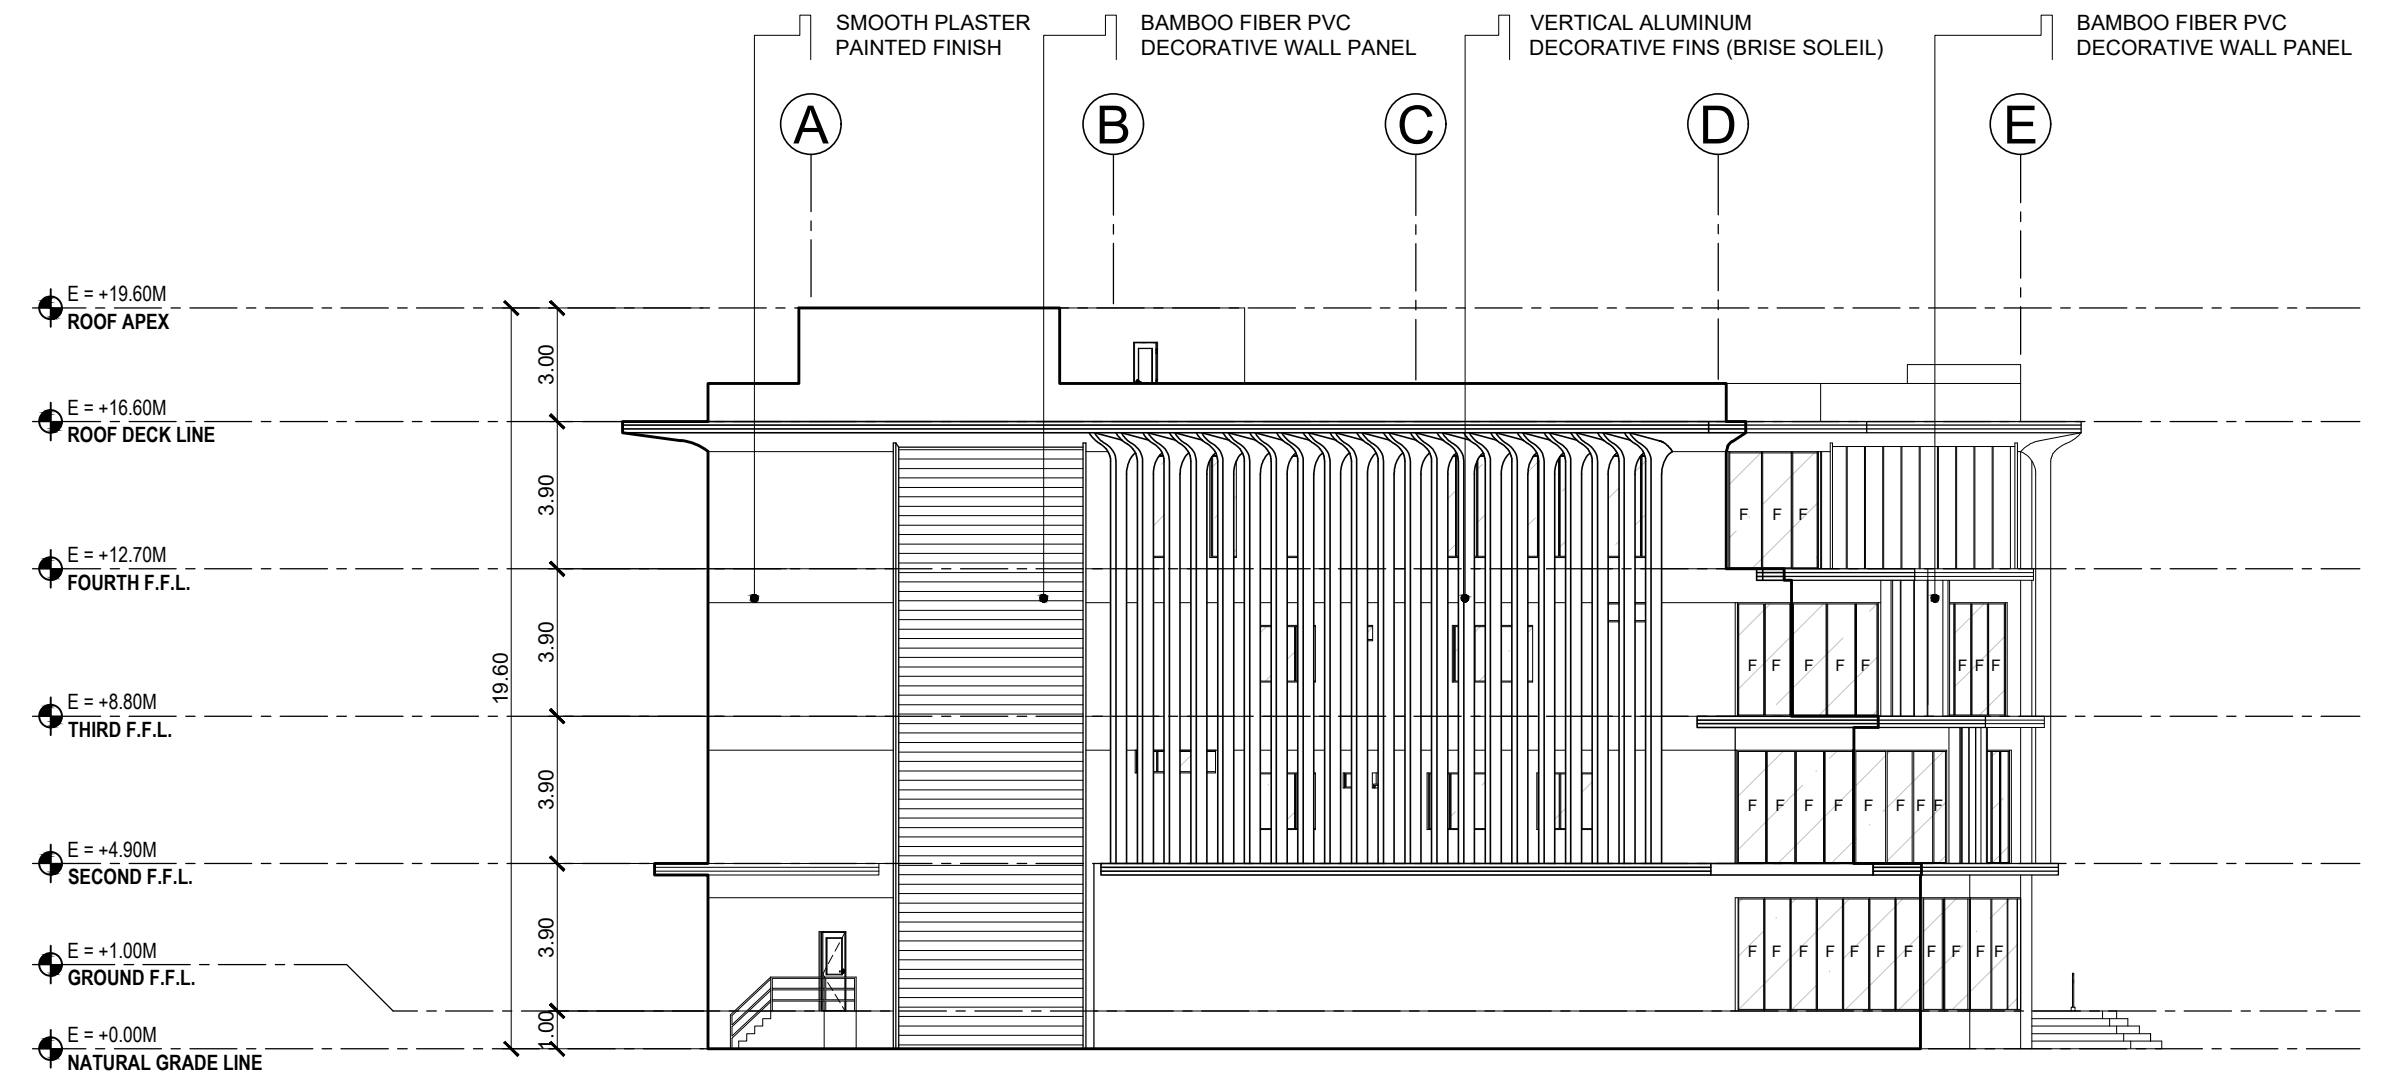 SMOOTH PLASTER
PAINTED FINISH
BAMBOO FIBER PVC
DECORATIVE WALL PANEL
VERTICAL ALUMINUM
DECORATIVE FINS (BRISE SOLEIL)
BAMBOO FIBER PVC
DECORATIVE WALL PANEL
A
B
C
D
E
E = +19.60M
ROOF APEX
3.00
E = +16.60M
ROOF DECK LINE
3.90
F F F
E = +12.70M
FOURTH F.F.L.
3.90
19.60
F F F F F
F F F
E = +8.80M
THIRD F.F.L.
3.90
F F F F F F F F
E = +4.90M
SECOND F.F.L.
3.90
F F F F F F F F F F
E = +1.00M
GROUND F.F.L.
1.00
E = +0.00M
NATURAL GRADE LINE